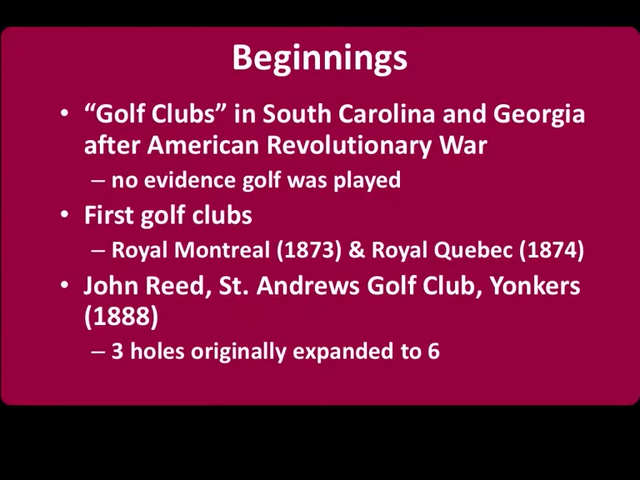 Beginnings
• “Golf Clubs” in South Carolina and Georgia
after American Revolutionary War
– no evidence golf was played
• First golf clubs
– Royal Montreal (1873) & Royal Quebec (1874)
• John Reed, St. Andrews Golf Club, Yonkers
(1888)
– 3 holes originally expanded to 6